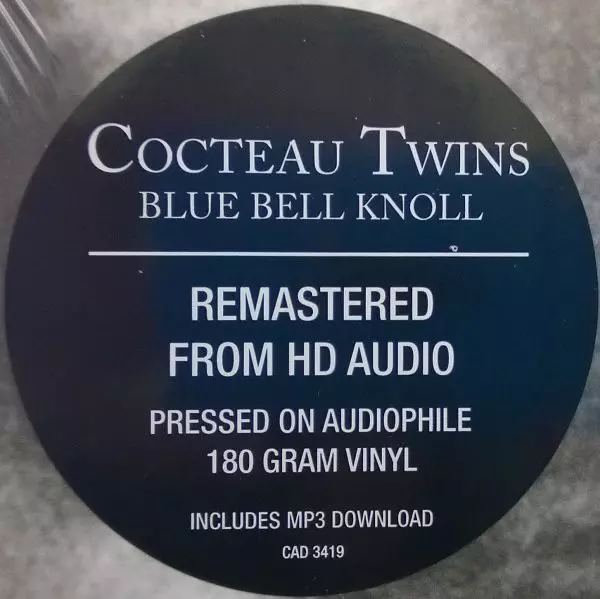 COCTEAU TWINS
BLUE BELL KNOLL
REMASTERED
FROM HD AUDIO
PRESSED ON AUDIOPHILE
180 GRAM VINYL
INCLUDES MP3 DOWNLOAD
CAD 3419